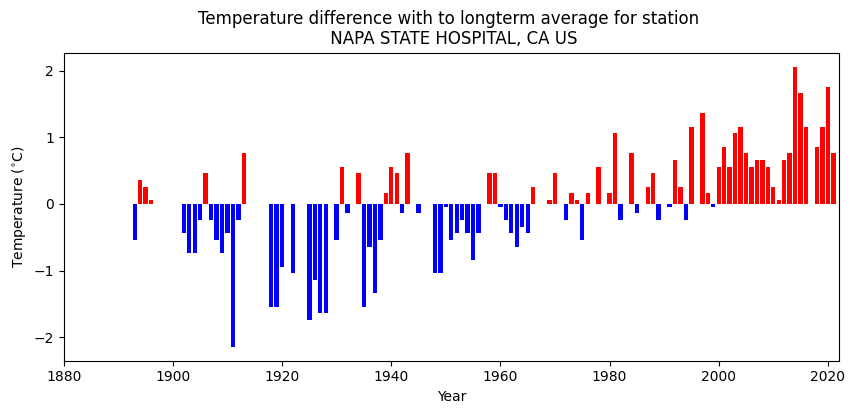 Temperature difference with to longterm average for station
NAPA STATE HOSPITAL, CA US
Temperature (°C)
2
1
0
−1
−2
1880 1900 1920 1940 1960 1980 2000 2020
Year